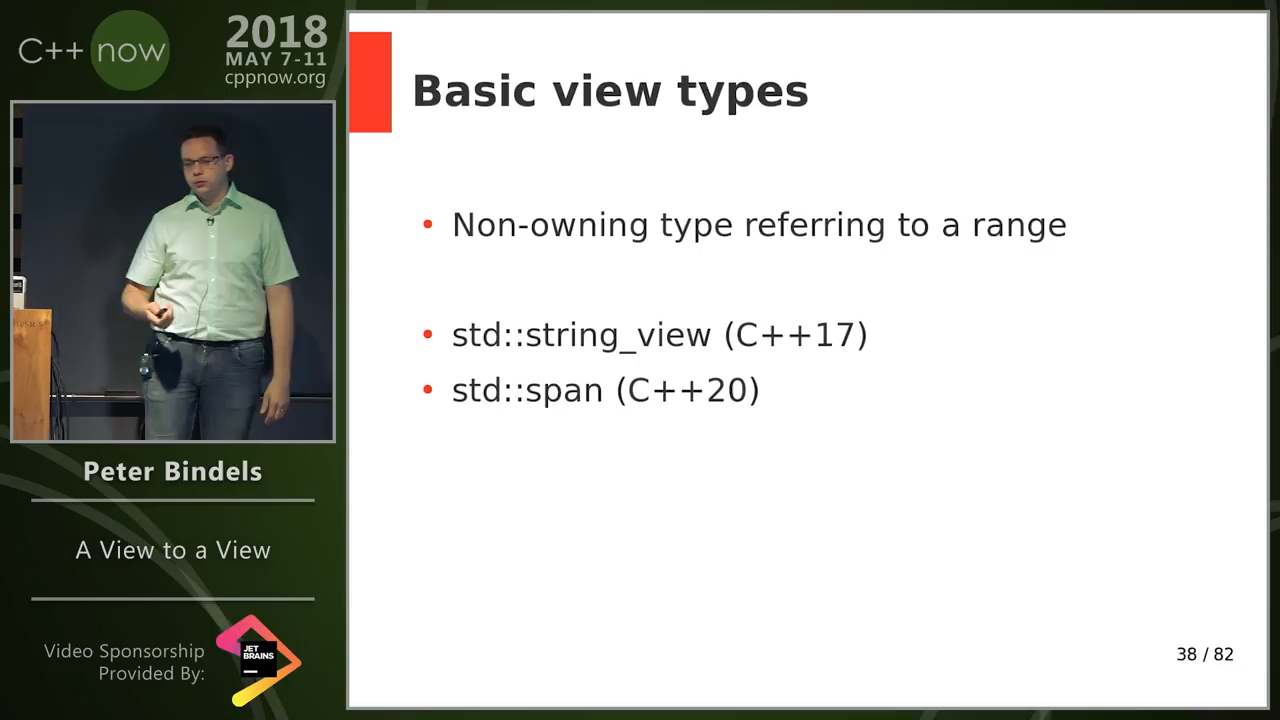 C++ now
2018
MAY 7-11
cppnow.org
Basic view types
• Non-owning type referring to a range
• std::string_view (C++17)
• std::span (C++20)
Peter Bindels
A View to a View
Video Sponsorship
Provided By:
JET
BRAINS
38 / 82